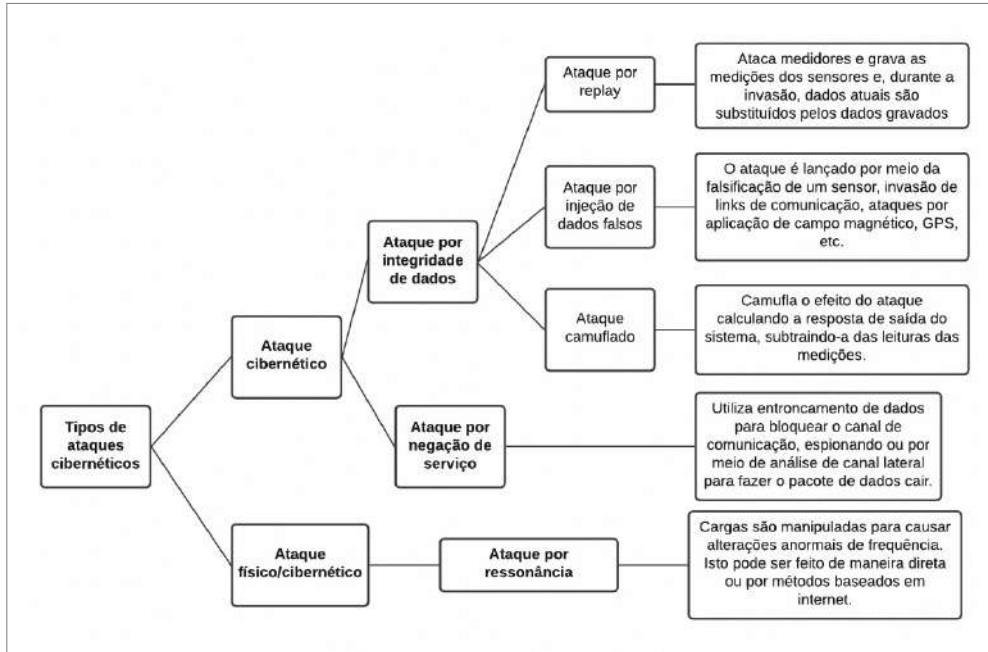 Ataque por
replay
Ataca medidores e grava as
medições dos sensores e, durante a
invasão, dados atuais são
substituídos pelos dados gravados
Ataque por
injeção de
dados falsos
O ataque é lançado por meio da
falsificação de um sensor, invasão de
links de comunicação, ataques por
aplicação de campo magnético, GPS,
etc.
Ataque por
integridade
de dados
Ataque
camuflado
Camufla o efeito do ataque
calculando a resposta de saída do
sistema, subtraindo-a das leituras das
medições.
Ataque
cibernético
Tipos de
ataques
cibernéticos
Ataque por
negação de
serviço
Utiliza entroncamento de dados
para bloquear o canal de
comunicação, espionando ou por
meio de análise de canal lateral
para fazer o pacote de dados cair.
Ataque
físico/cibernético
Ataque por
ressonância
Cargas são manipuladas para causar
alterações anormais de frequência.
Isto pode ser feito de maneira direta
ou por métodos baseados em
internet.